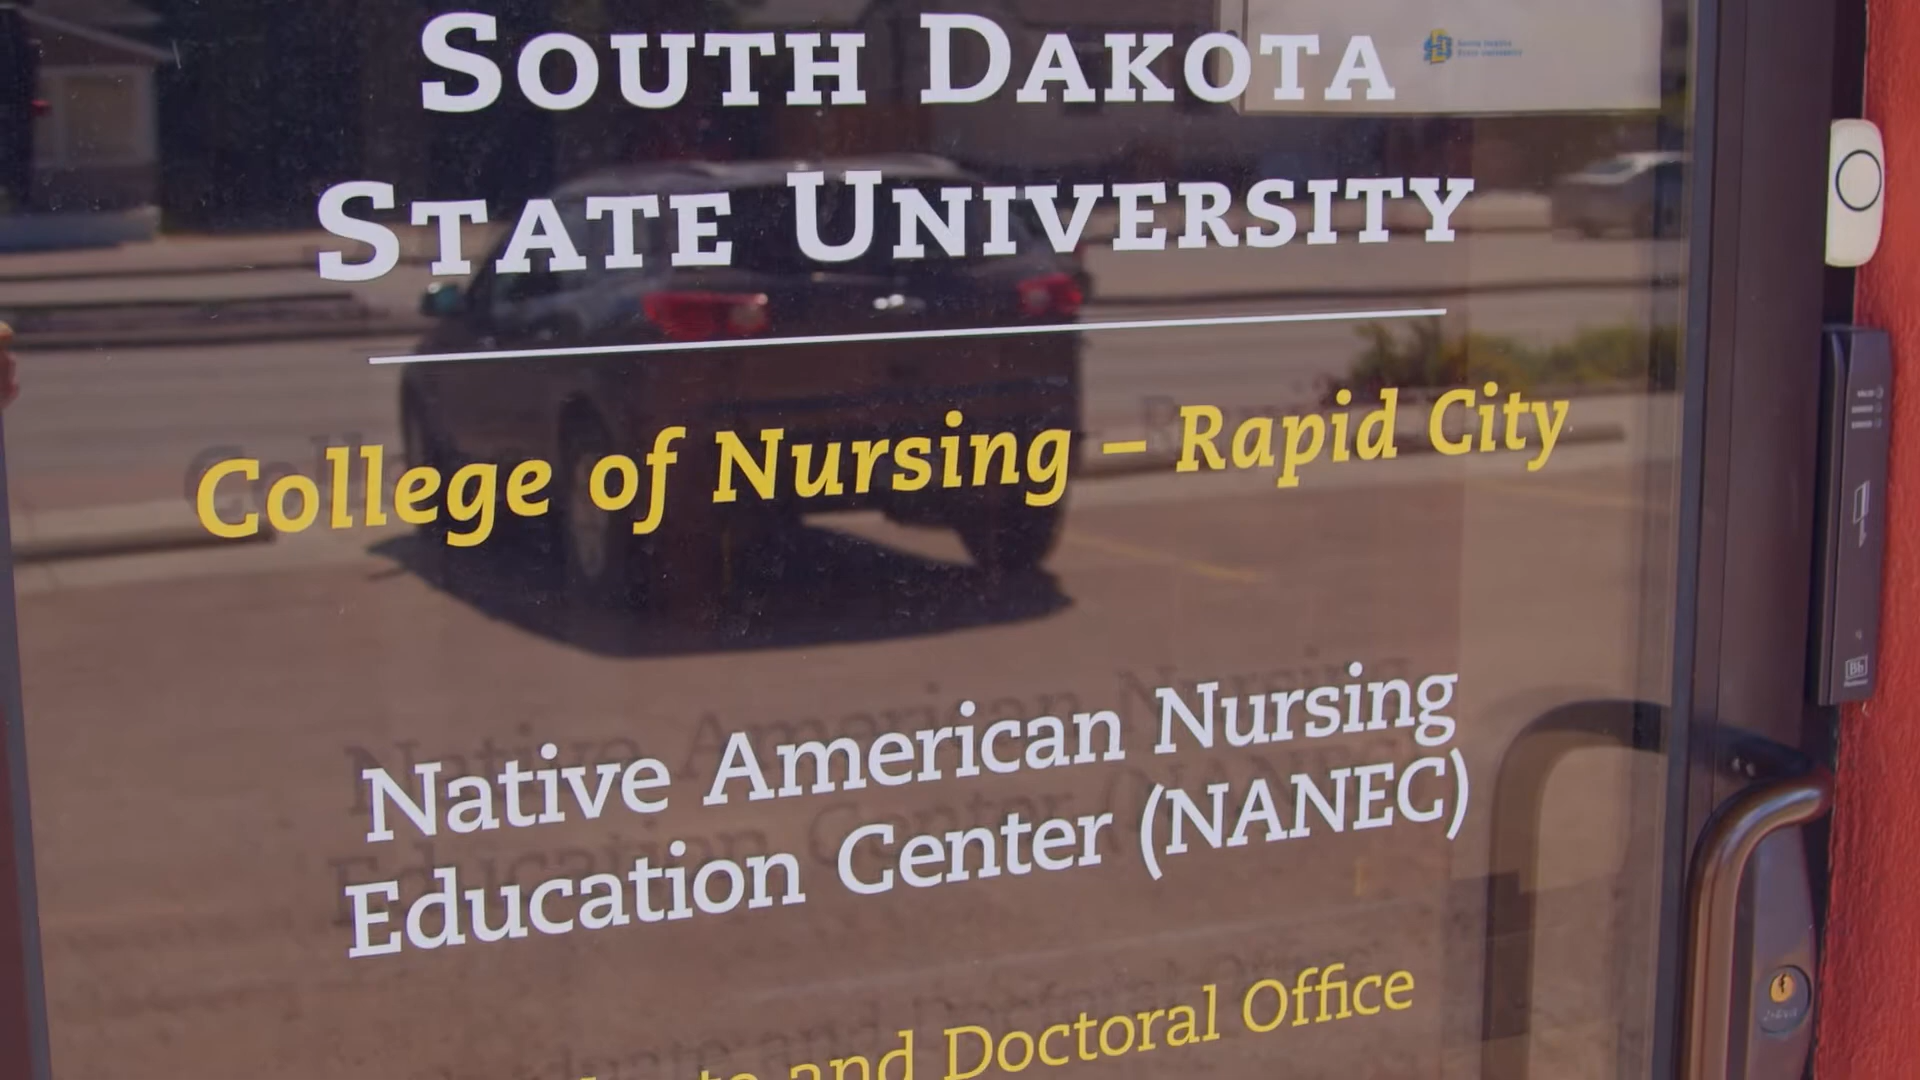 SOUTH DAKOTA
STATE UNIVERSITY
College of Nursing – Rapid City
Native American Nursing
Education Center (NANEC)
and Doctoral Office